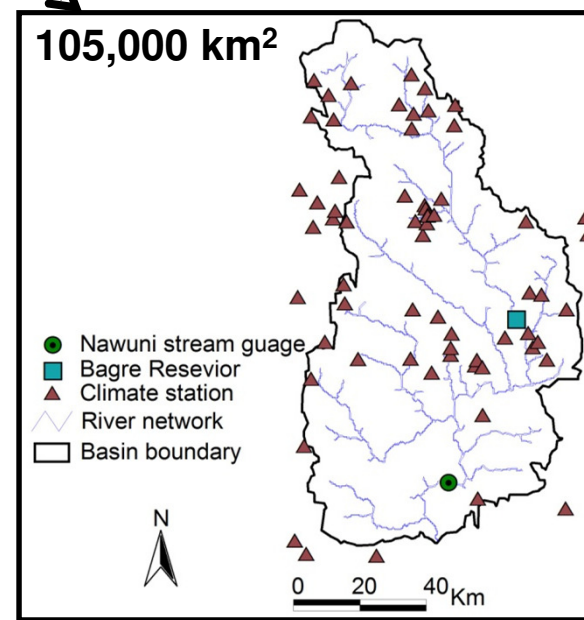 105,000 km²
Nawuni stream guage
Bagre Resevior
Climate station
River network
Basin boundary
N
0 20 40 Km